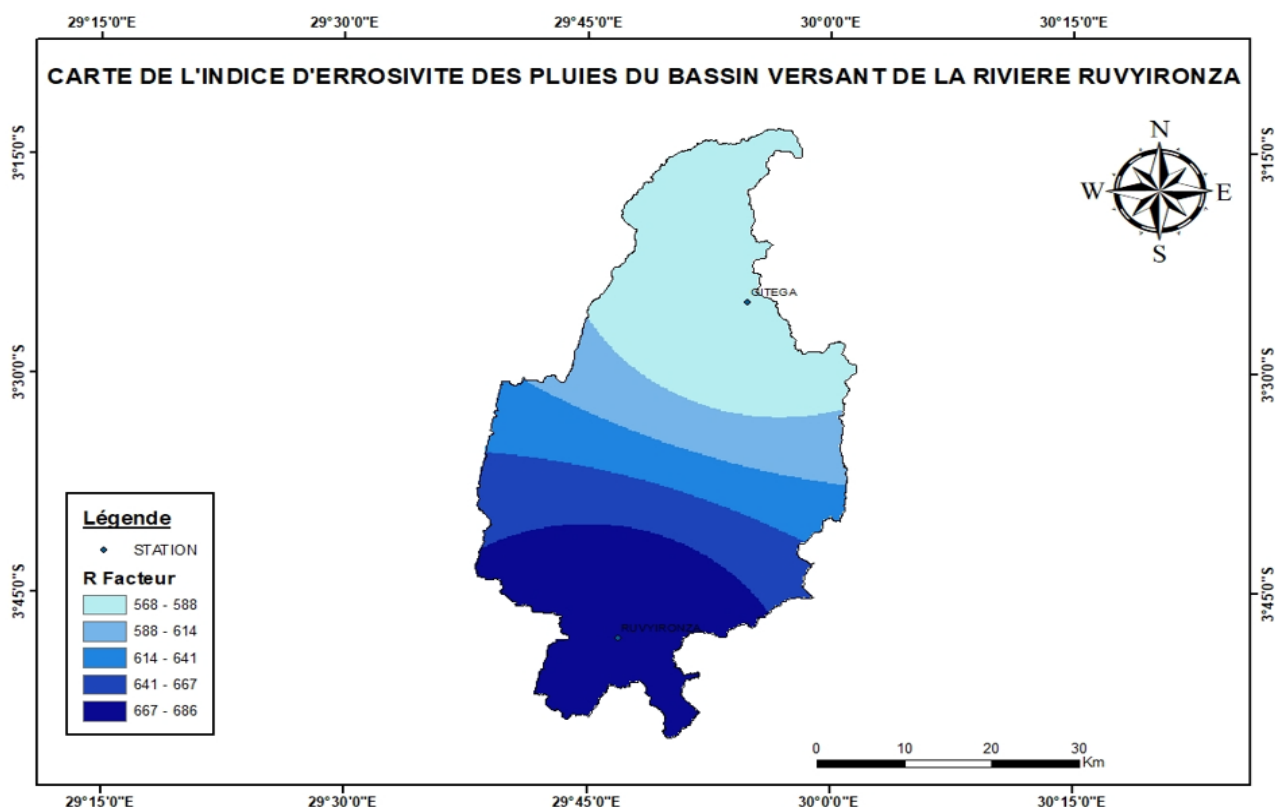 29°15'0"E 29°30'0"E 29°45'0"E 30°00'0"E 30°15'0"E
CARTE DE L'INDICE D'ERROSIVITE DES PLUIES DU BASSIN VERSANT DE LA RIVIERE RUVYIRONZA
3°15'0"S
3°15'0"S
N
W
E
S
GITEGA
3°30'0"S
3°30'0"S
3°45'0"S
3°45'0"S
RUVYIRONZA
Légende
STATION
R Facteur
568 - 588
588 - 614
614 - 641
641 - 667
667 - 686
0 10 20 30
Km
29°15'0"E 29°30'0"E 29°45'0"E 30°00'0"E 30°15'0"E